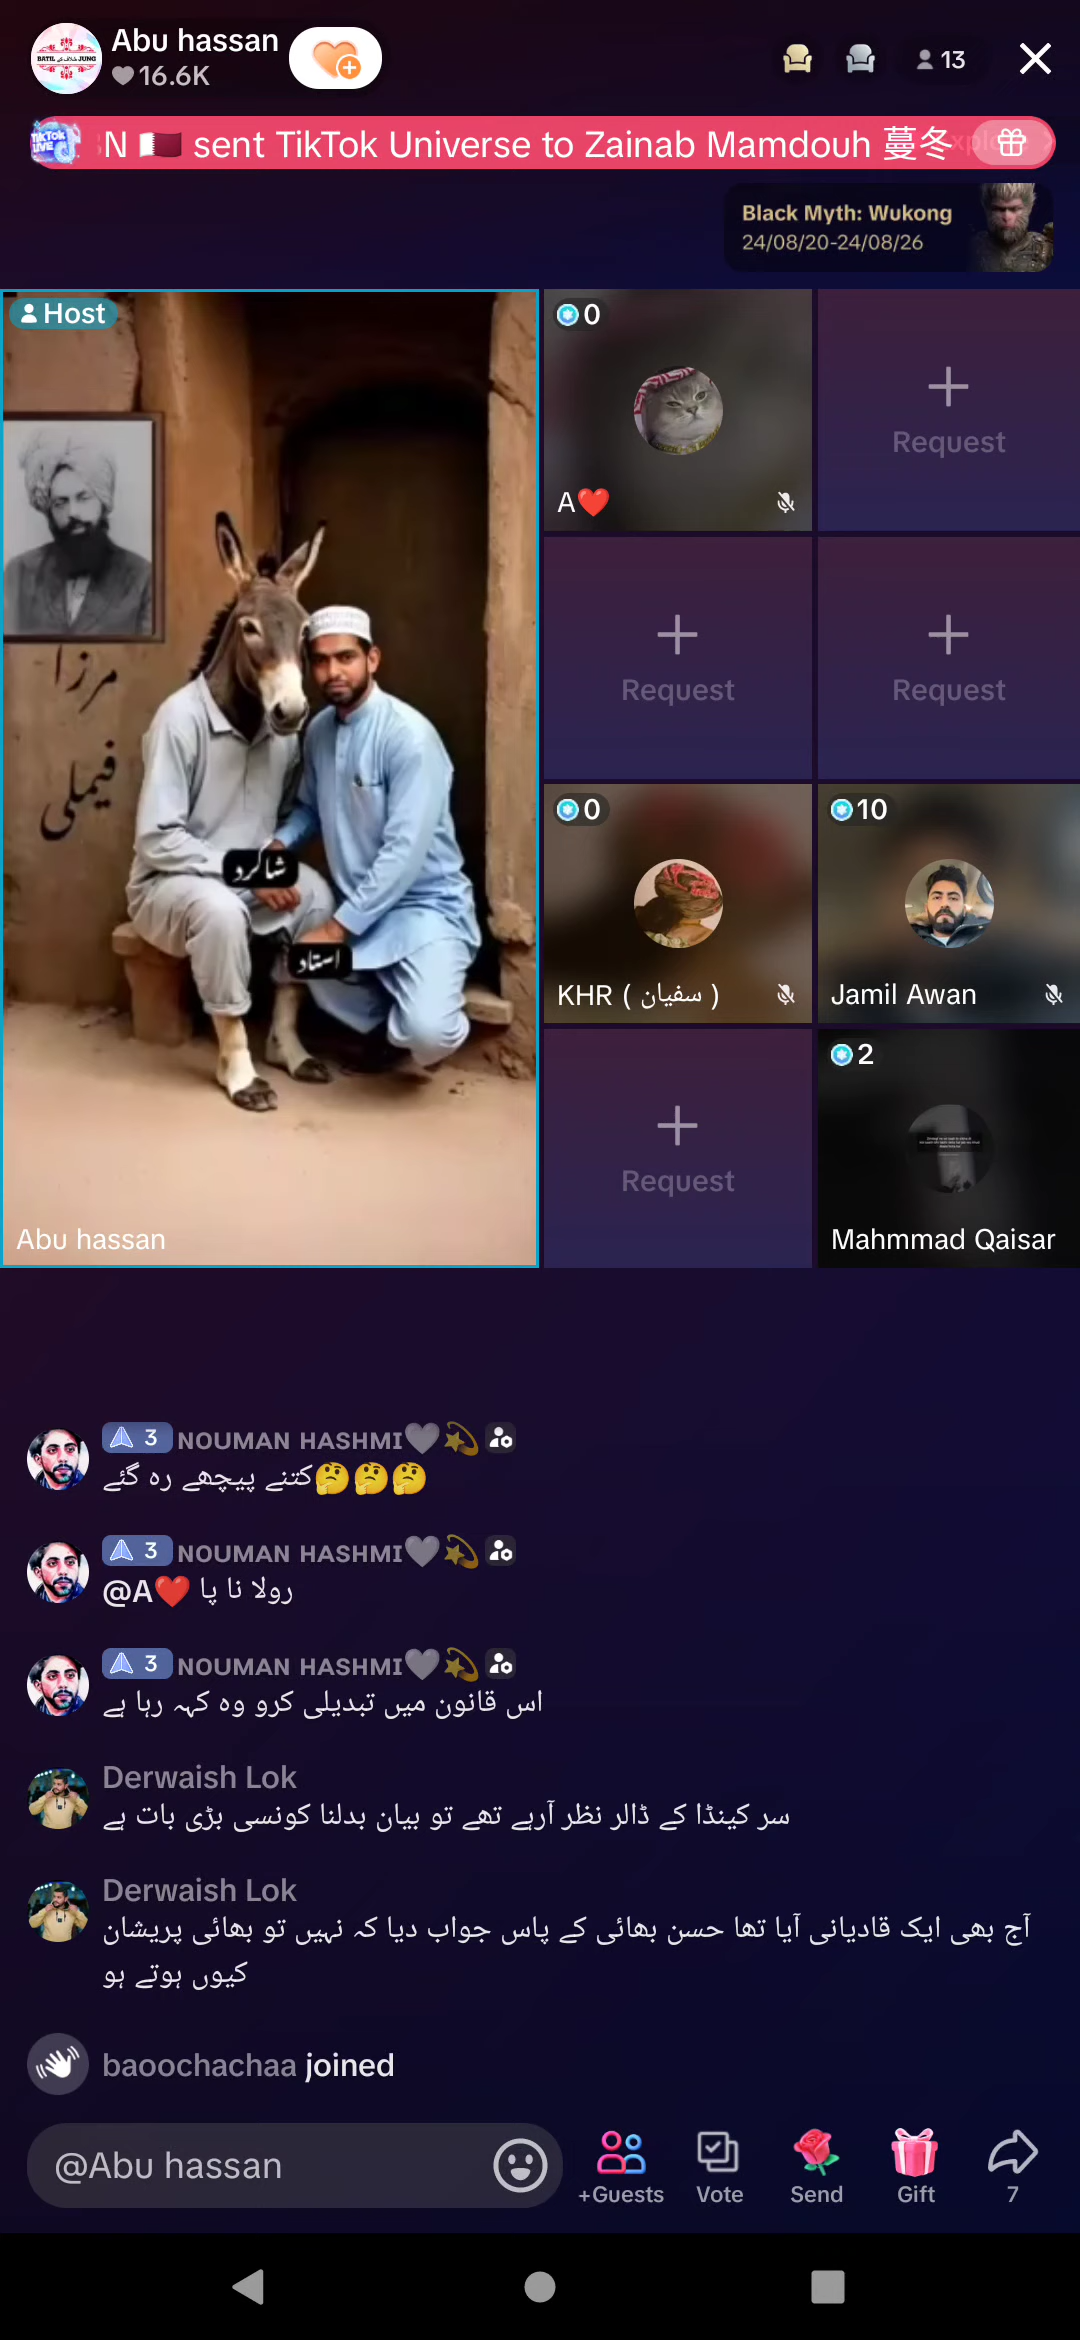 Abu hassan
16.6K
13
BATIL کے خلاف JUNG
N 🇶🇦 sent TikTok Universe to Zainab Mamdouh 蔓冬
Black Myth: Wukong
24/08/20-24/08/26
Host
مرزا
فیملی
شاگرد
استاد
Abu hassan
0
A❤️
Request
Request
Request
0
KHR ( سفیان )
10
Jamil Awan
Request
2
Mahmmad Qaisar
3 NOUMAN HASHMI🩶💫
کتنے پیچھے رہ گئے🤔🤔🤔
3 NOUMAN HASHMI🩶💫
@A❤️ رولا نا پا
3 NOUMAN HASHMI🩶💫
اس قانون میں تبدیلی کرو وہ کہہ رہا ہے
Derwaish Lok
سر کینڈا کے ڈالر نظر آرہے تھے تو بیان بدلنا کونسی بڑی بات ہے
Derwaish Lok
آج بھی ایک قادیانی آیا تھا حسن بھائی کے پاس جواب دیا کہ نہیں تو بھائی پریشان
کیوں ہوتے ہو
baoochachaa joined
@Abu hassan
+Guests
Vote
Send
Gift
7